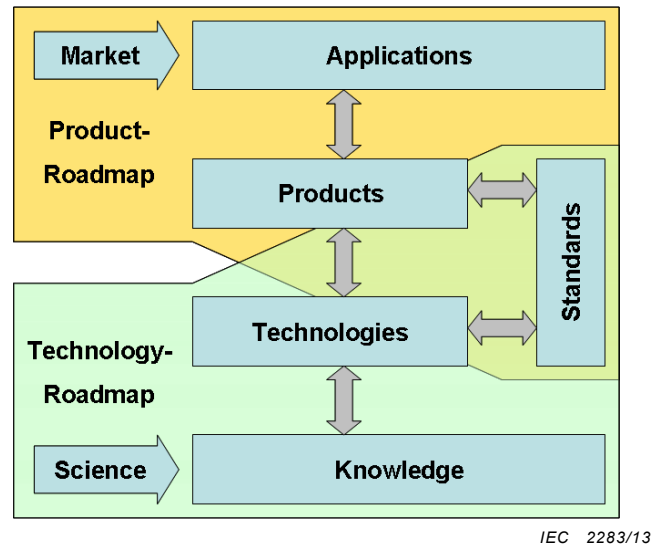 Market
Applications
Product-
Roadmap
Products
Standards
Technologies
Technology-
Roadmap
Science
Knowledge
IEC 2283/13